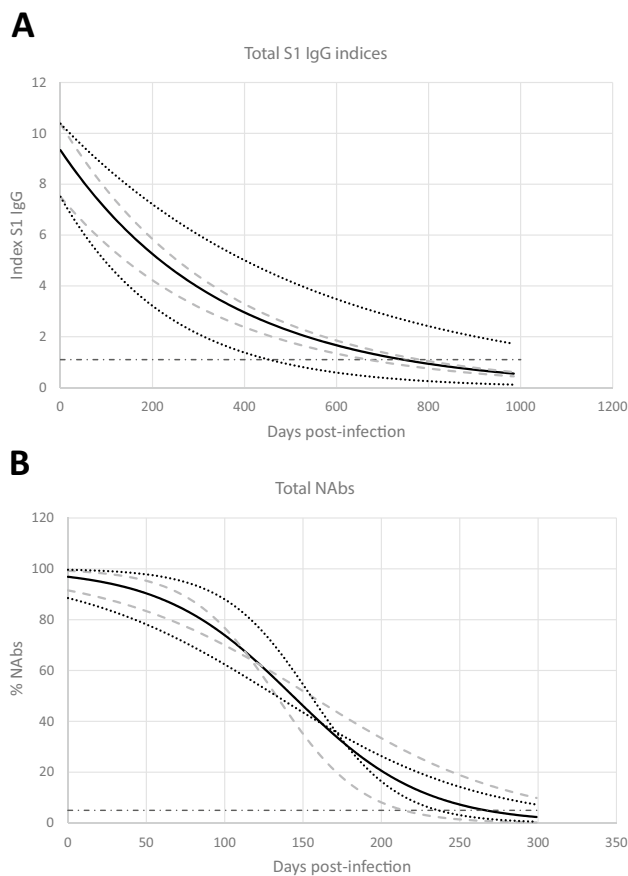 A
Total S1 IgG indices
12
10
8
6
4
2
0
Index S1 IgG
0 200 400 600 800 1000 1200
Days post-infection
B
Total NAbs
120
100
80
60
40
20
0
% NAbs
0 50 100 150 200 250 300 350
Days post-infection